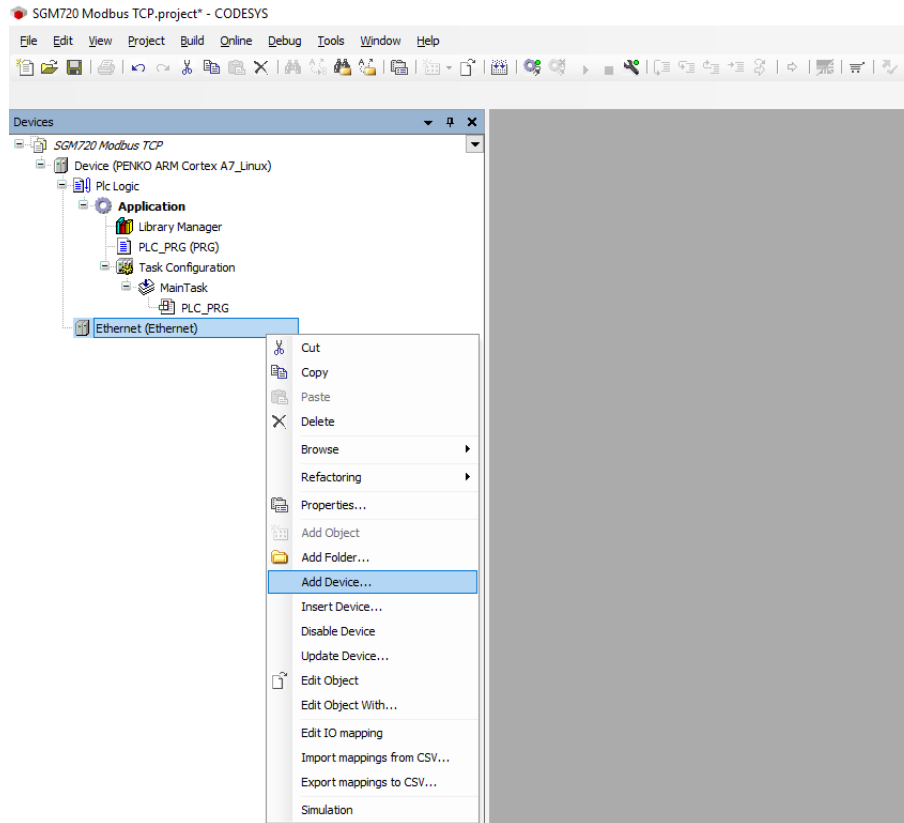 SGM720 Modbus TCP.project* - CODESYS
File Edit View Project Build Online Debug Tools Window Help
Devices
SGM720 Modbus TCP
Device (PENKO ARM Cortex A7_Linux)
Plc Logic
Application
Library Manager
PLC_PRG (PRG)
Task Configuration
MainTask
PLC_PRG
Ethernet (Ethernet)
Cut
Copy
Paste
Delete
Browse
Refactoring
Properties...
Add Object
Add Folder...
Add Device...
Insert Device...
Disable Device
Update Device...
Edit Object
Edit Object With...
Edit IO mapping
Import mappings from CSV...
Export mappings to CSV...
Simulation